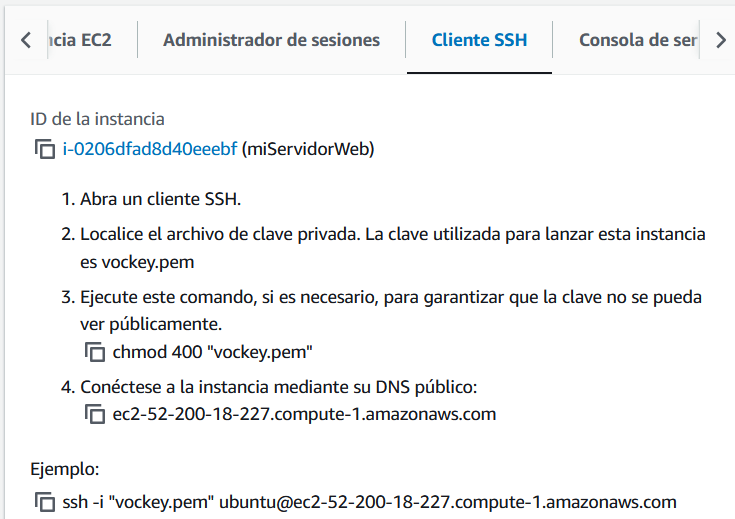 ncia EC2 Administrador de sesiones Cliente SSH Consola de ser
ID de la instancia
i-0206dfad8d40eeebf (miServidorWeb)
1. Abra un cliente SSH.
2. Localice el archivo de clave privada. La clave utilizada para lanzar esta instancia
es vockey.pem
3. Ejecute este comando, si es necesario, para garantizar que la clave no se pueda
ver públicamente.
chmod 400 "vockey.pem"
4. Conéctese a la instancia mediante su DNS público:
ec2-52-200-18-227.compute-1.amazonaws.com
Ejemplo:
ssh -i "vockey.pem" ubuntu@ec2-52-200-18-227.compute-1.amazonaws.com